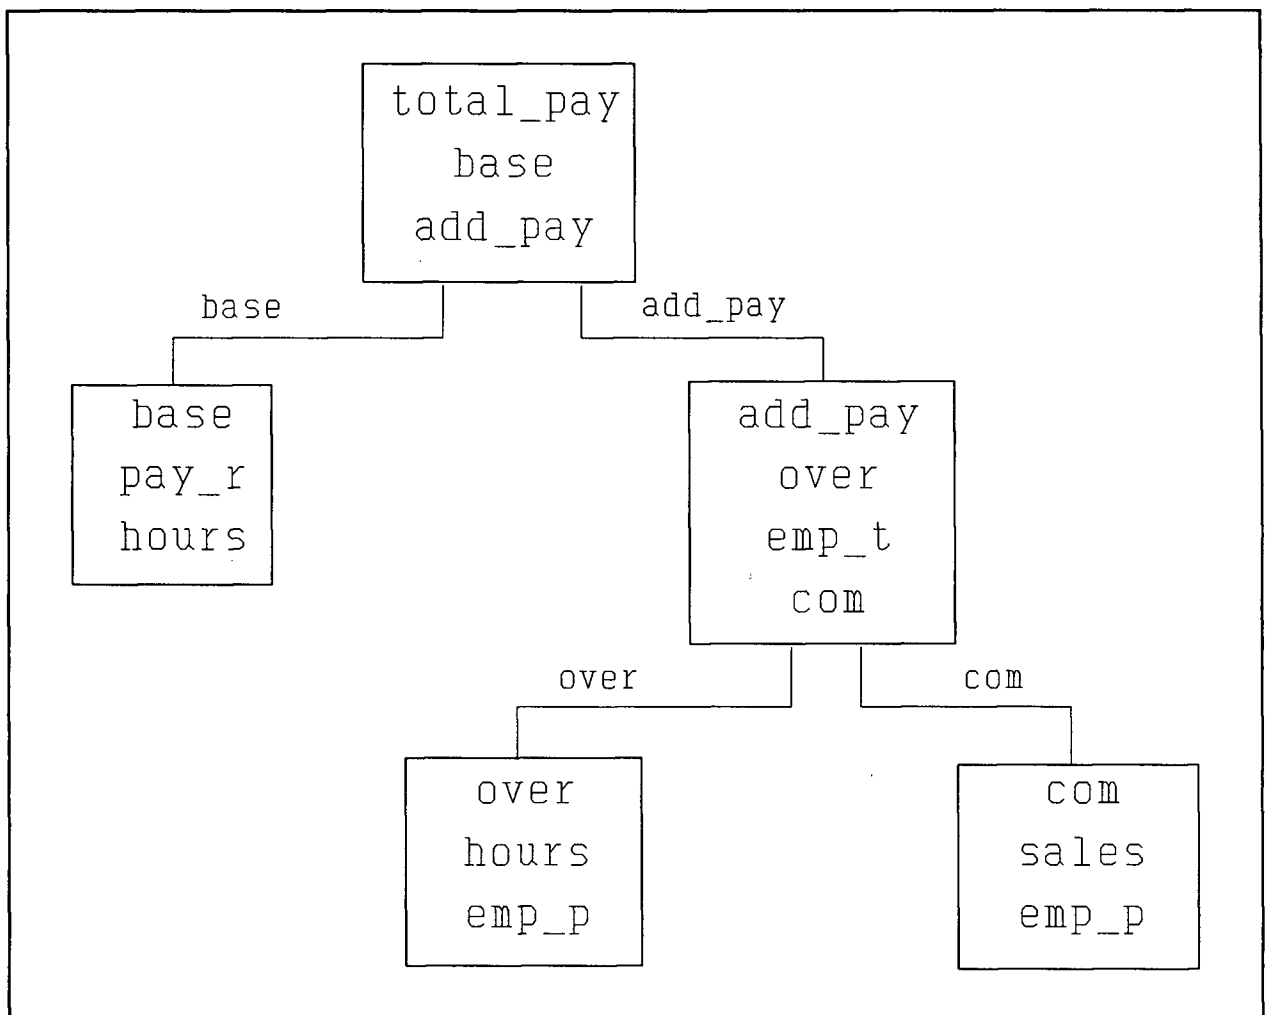 total_pay
base
add_pay
base
add_pay
base
pay_r
hours
add_pay
over
emp_t
com
over
com
over
hours
emp_p
com
sales
emp_p